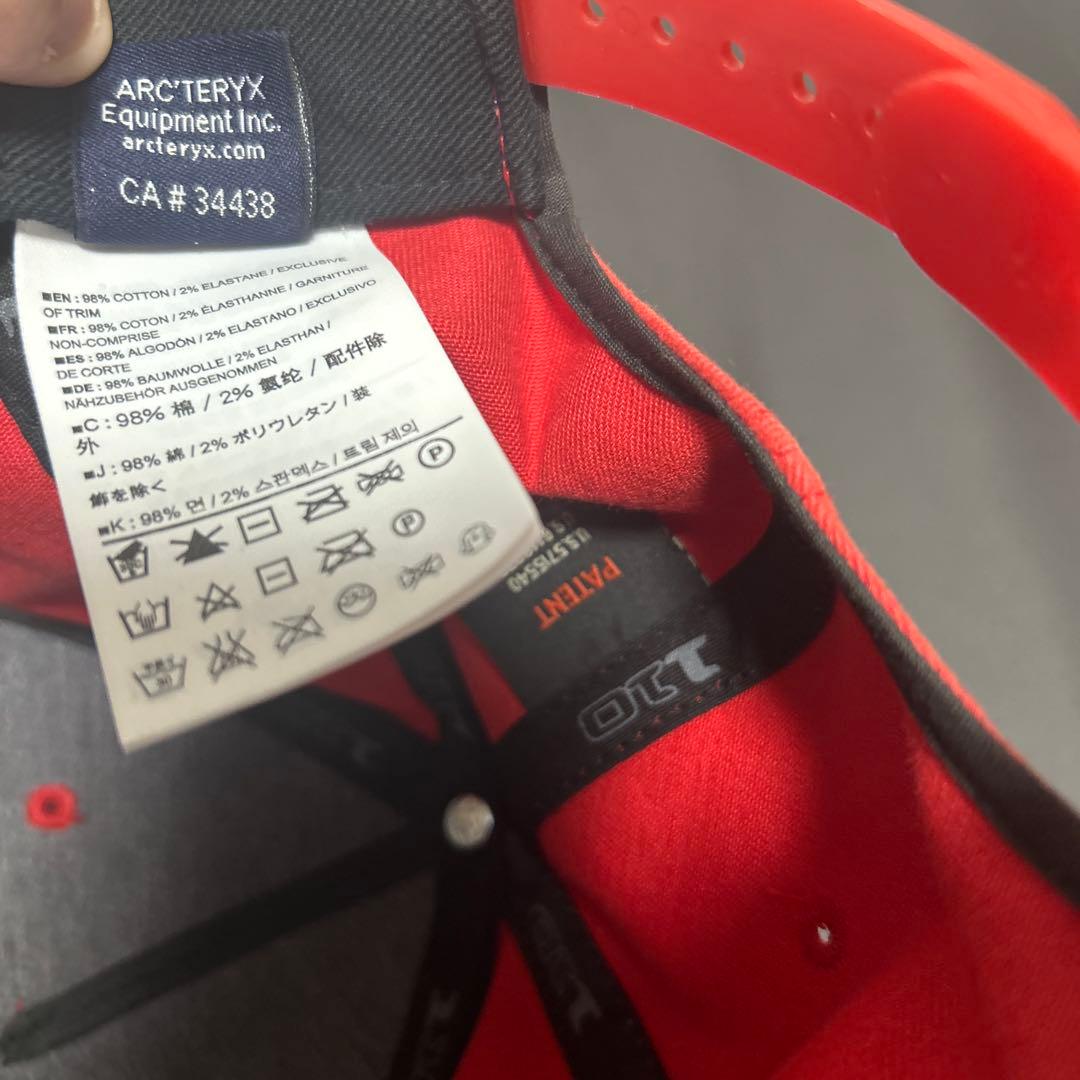 ARC'TERYX
Equipment Inc.
arcteryx.com
CA # 34438
■EN : 98% COTTON / 2% ELASTANE / EXCLUSIVE
OF TRIM
■FR : 98% COTON / 2% ÉLASTHANNE / GARNITURE
NON-COMPRISE
■ES : 98% ALGODÓN / 2% ELASTANO / EXCLUSIVO
DE CORTE
■DE : 98% BAUMWOLLE / 2% ELASTHAN /
NÄHZUBEHÖR AUSGENOMMEN
■C : 98% 棉 / 2% 氨纶 / 配件除
外
■J : 98% 綿 / 2% ポリウレタン / 装
飾を除く
■K : 98% 면 / 2% 스판덱스 / 트림 제외
P
P
U.S.5715540
PATENT
110